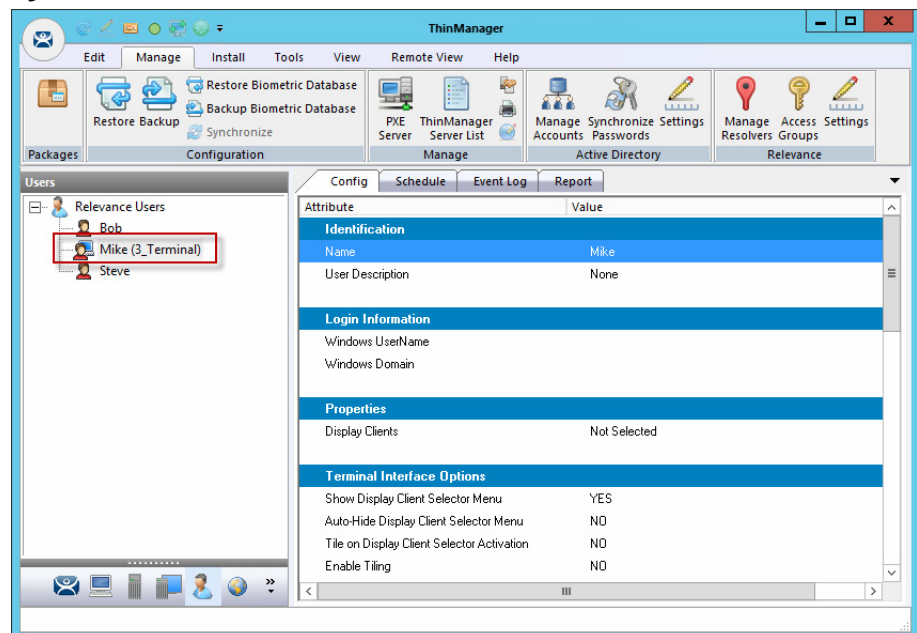 ThinManager
Edit Manage Install Tools View Remote View Help
Restore Biometric Database
Backup Biometric Database
Synchronize
Restore Backup
PXE Server
ThinManager Server List
Manage Accounts
Synchronize Passwords
Settings
Manage Resolvers
Access Groups
Settings
Packages Configuration Manage Active Directory Relevance
Users
Config Schedule Event Log Report
Relevance Users
Bob
Mike (3_Terminal)
Steve
Attribute Value
Identification
Name Mike
User Description None
Login Information
Windows UserName
Windows Domain
Properties
Display Clients Not Selected
Terminal Interface Options
Show Display Client Selector Menu YES
Auto-Hide Display Client Selector Menu NO
Tile on Display Client Selector Activation NO
Enable Tiling NO